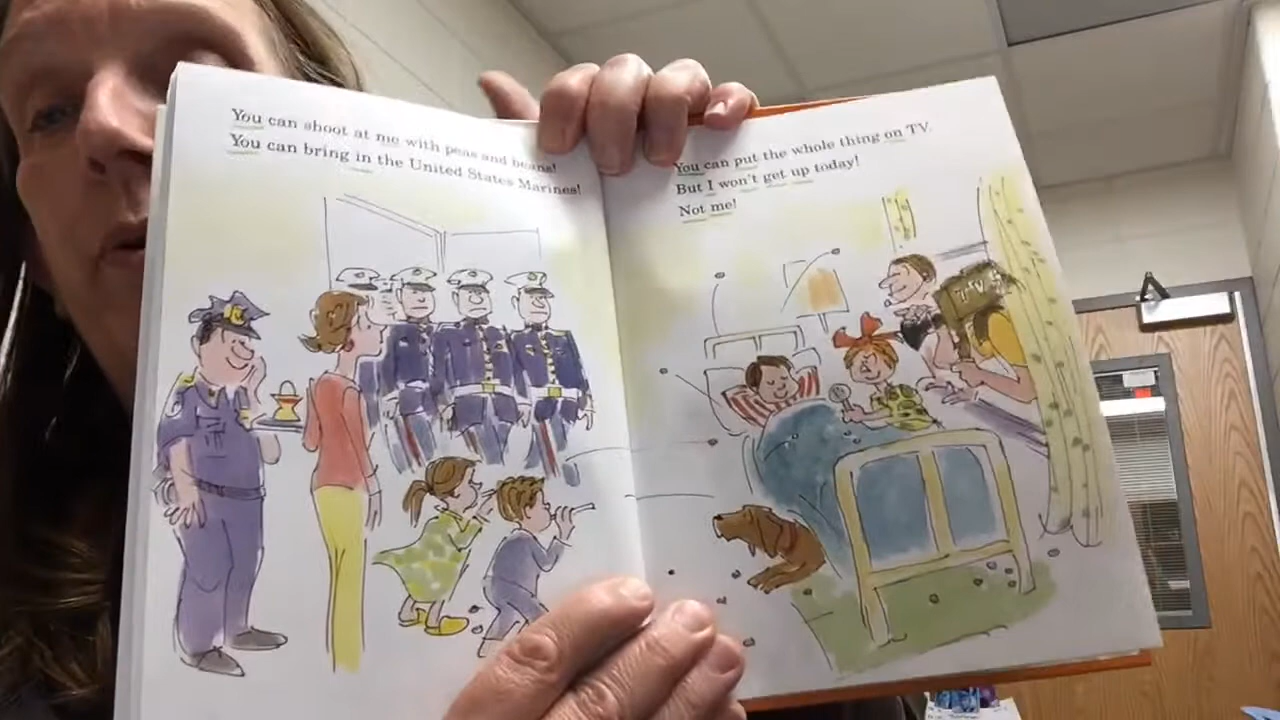 You can shoot at me with peas and beans!
You can bring in the United States Marines!
You can put the whole thing on TV.
But I won't get up today!
Not me!
TV